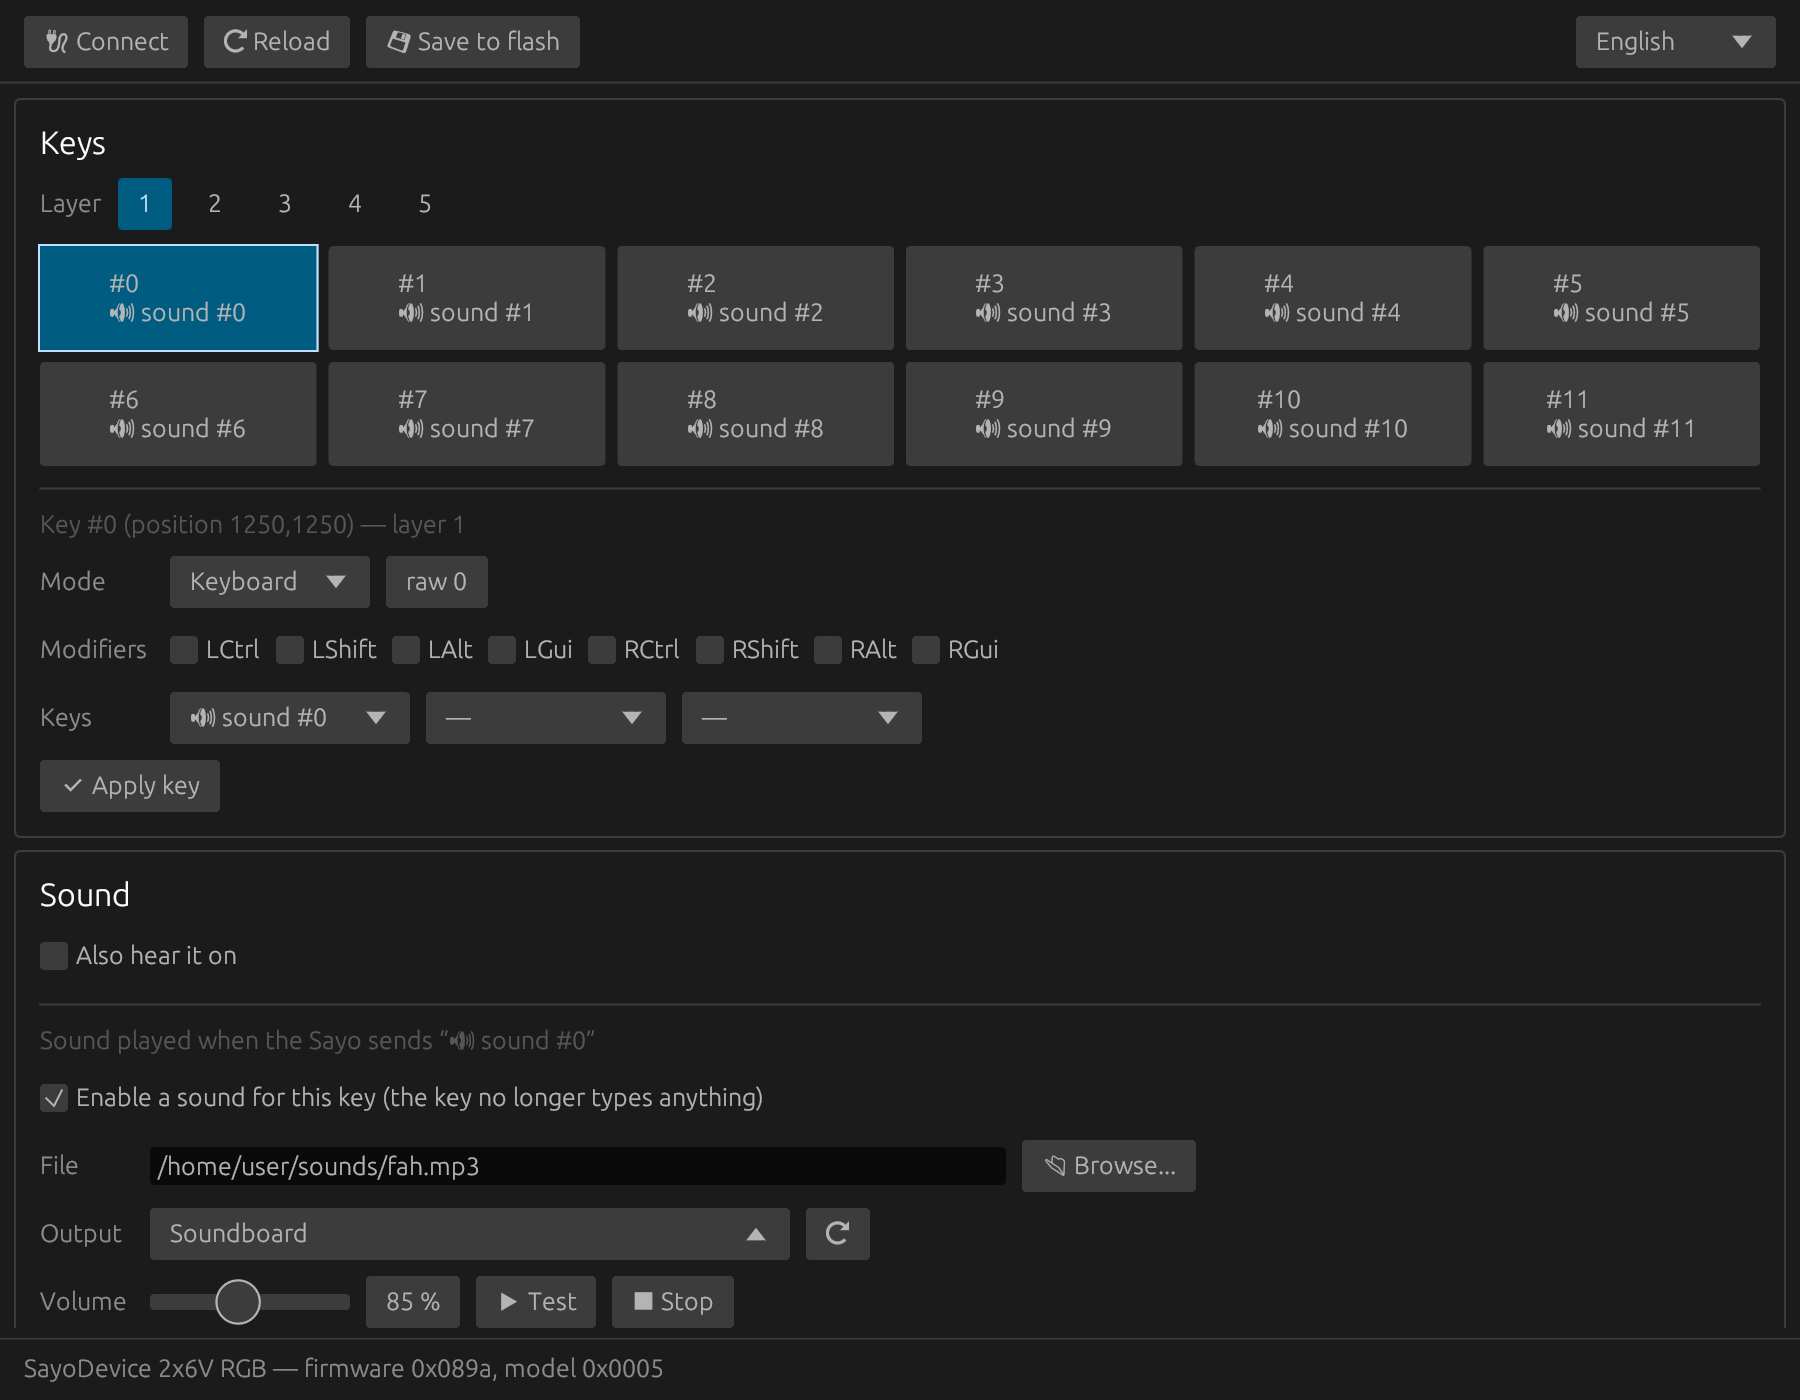 Connect Reload Save to flash English
Keys
Layer 1 2 3 4 5
#0 #1 #2 #3 #4 #5
sound #0 sound #1 sound #2 sound #3 sound #4 sound #5
#6 #7 #8 #9 #10 #11
sound #6 sound #7 sound #8 sound #9 sound #10 sound #11
Key #0 (position 1250,1250) — layer 1
Mode Keyboard raw 0
Modifiers LCtrl LShift LAlt LGui RCtrl RShift RAlt RGui
Keys sound #0 — —
Apply key
Sound
Also hear it on
Sound played when the Sayo sends “ sound #0”
Enable a sound for this key (the key no longer types anything)
File /home/user/sounds/fah.mp3 Browse...
Output Soundboard
Volume 85 % Test Stop
SayoDevice 2x6V RGB — firmware 0x089a, model 0x0005